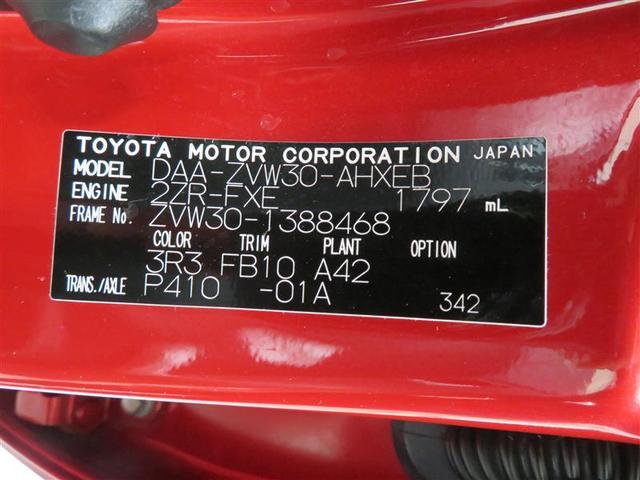 TOYOTA MOTOR CORPORATION JAPAN
MODEL DAA-ZVW30-AHXEB
ENGINE 2ZR-FXE 1797 mL
FRAME No. ZVW30-1388468
COLOR TRIM PLANT OPTION
3R3 FB10 A42
TRANS./AXLE P410 -01A 342